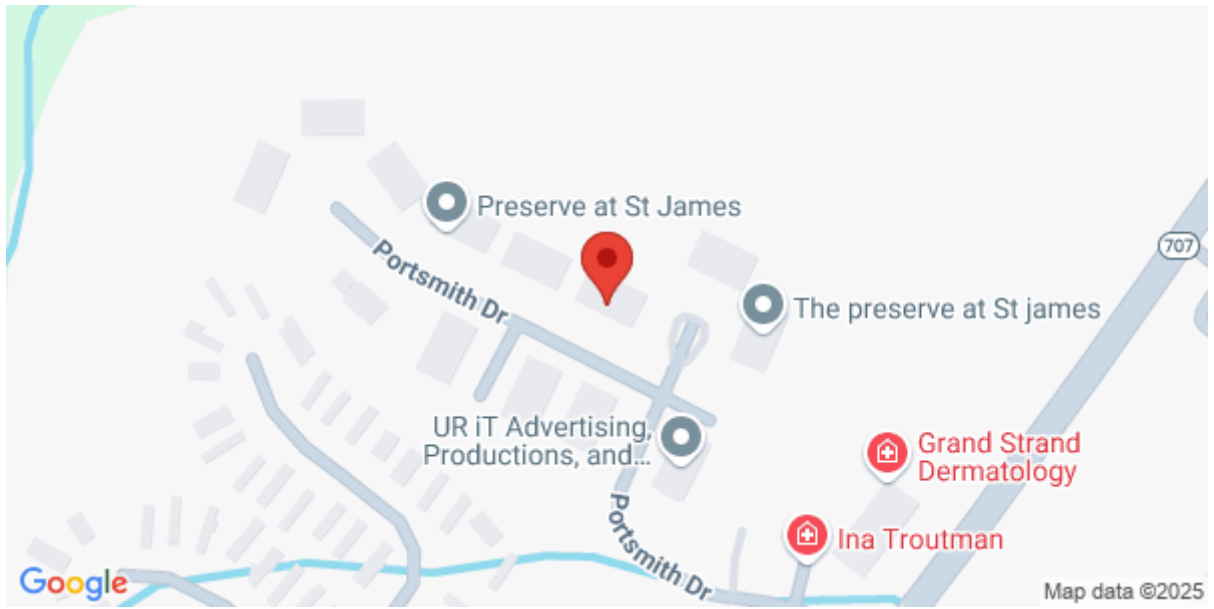 Preserve at St James
707
Portsmith Dr
The preserve at St james
UR iT Advertising,
Productions, and...
Grand Strand
Dermatology
Portsmith Dr
Ina Troutman
Google
Map data ©2025